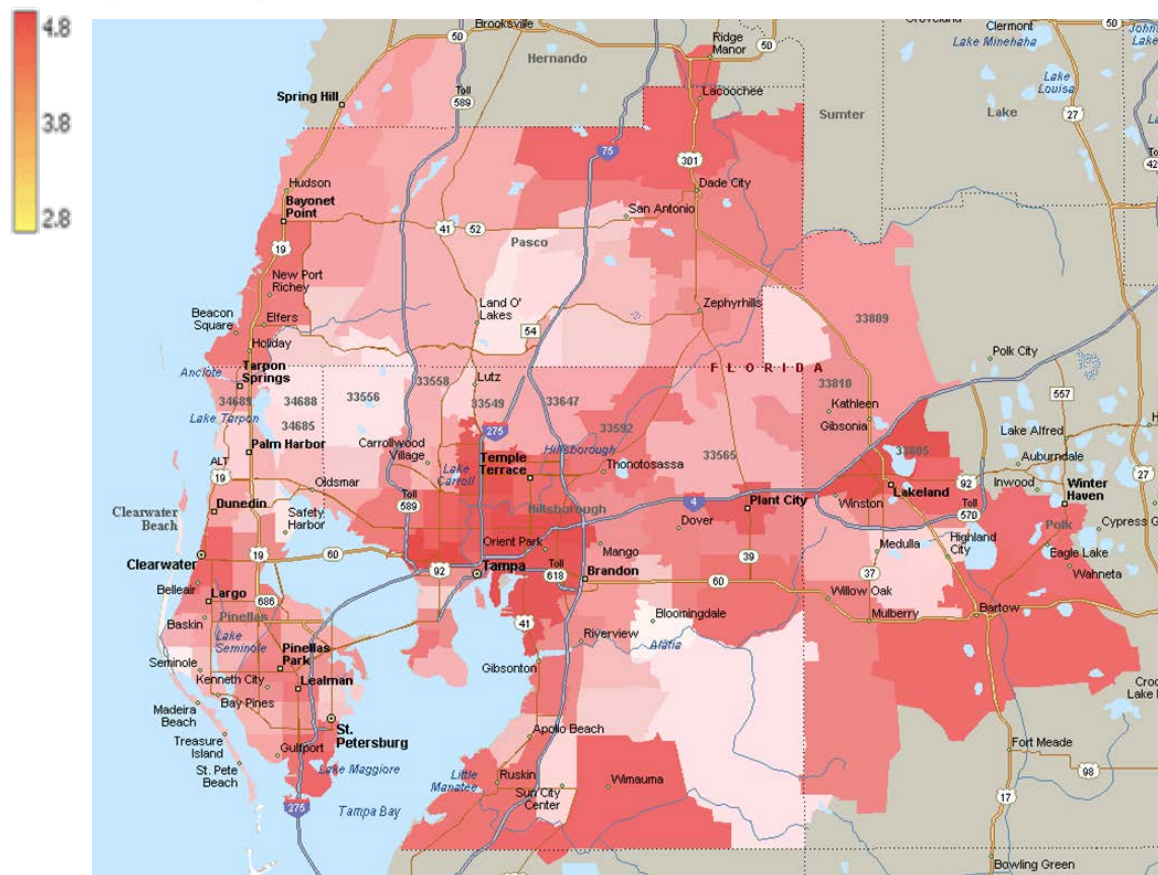 4.8
3.8
2.8
Brooksville
50
Hernando
Ridge
Manor
50
Groveland
Clermont
Lake Minehaha
50
Lake
Louisa
Spring Hill
Toll
589
Lacoochee
Sumter
Lake
27
75
301
Hudson
Bayonet
Point
Dade City
San Antonio
41
52
Pasco
19
New Port
Richey
Beacon
Square
Elfers
Holiday
Land O'
Lakes
54
Zephyrhills
33809
Polk City
FLORIDA
Tarpon
Springs
Anclote
34689
34688
33556
33558
Lutz
33549
33647
33810
Lake Tarpon
34685
275
33592
Kathleen
Gibsonia
557
Lake Alfred
27
Palm Harbor
Carrollwood
Village
Lake
Carroll
Temple
Terrace
Hillsborough
Thonotosassa
33565
33805
Auburndale
ALT
19
Oldsmar
Toll
589
4
Plant City
Winston
Lakeland
92
Inwood
Winter
Haven
Toll
570
Clearwater
Beach
Dunedin
Safety
Harbor
Hillsborough
Dover
Polk
Cypress G
Orient Park
Mango
39
Highland
City
Medulla
Eagle Lake
Clearwater
19
60
92
Tampa
Toll
618
Brandon
60
37
Wahneta
Belleair
Largo
686
Pinellas
Willow Oak
Mulberry
Bartow
Baskin
Lake
Seminole
41
Bloomingdale
Riverview
Alafia
Seminole
Pinellas
Park
Gibsonton
Kenneth City
Lealman
Bay Pines
Madeira
Beach
St.
Petersburg
Apollo Beach
Treasure
Island
Gulfport
Fort Meade
St. Pete
Beach
Lake Maggiore
Little
Manatee
Ruskin
Wimauma
98
Sun City
Center
17
275
Tampa Bay
Bowling Green